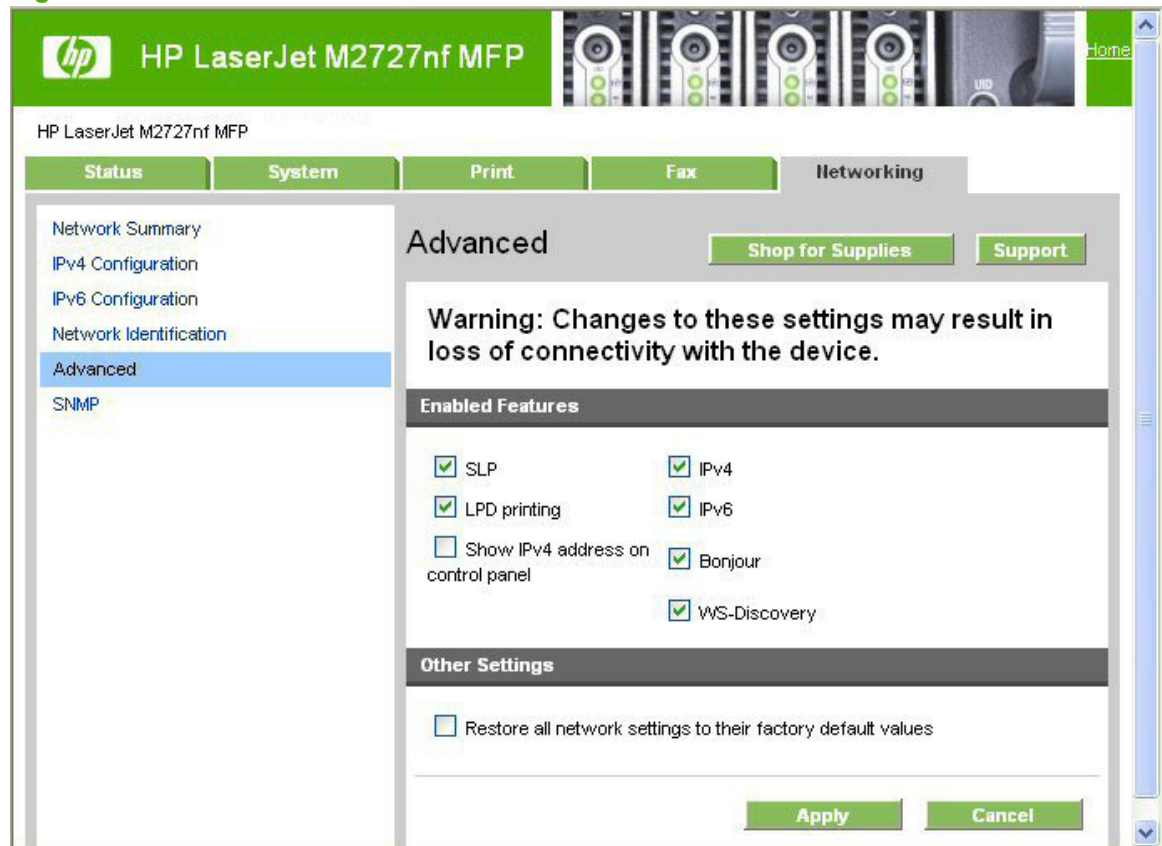 hp
HP LaserJet M2727nf MFP
UID
Home
HP LaserJet M2727nf MFP
Status
System
Print
Fax
Networking
Network Summary
IPv4 Configuration
IPv6 Configuration
Network Identification
Advanced
SNMP
Advanced
Shop for Supplies
Support
Warning: Changes to these settings may result in
loss of connectivity with the device.
Enabled Features
SLP
IPv4
LPD printing
IPv6
Show IPv4 address on
control panel
Bonjour
WS-Discovery
Other Settings
Restore all network settings to their factory default values
Apply
Cancel